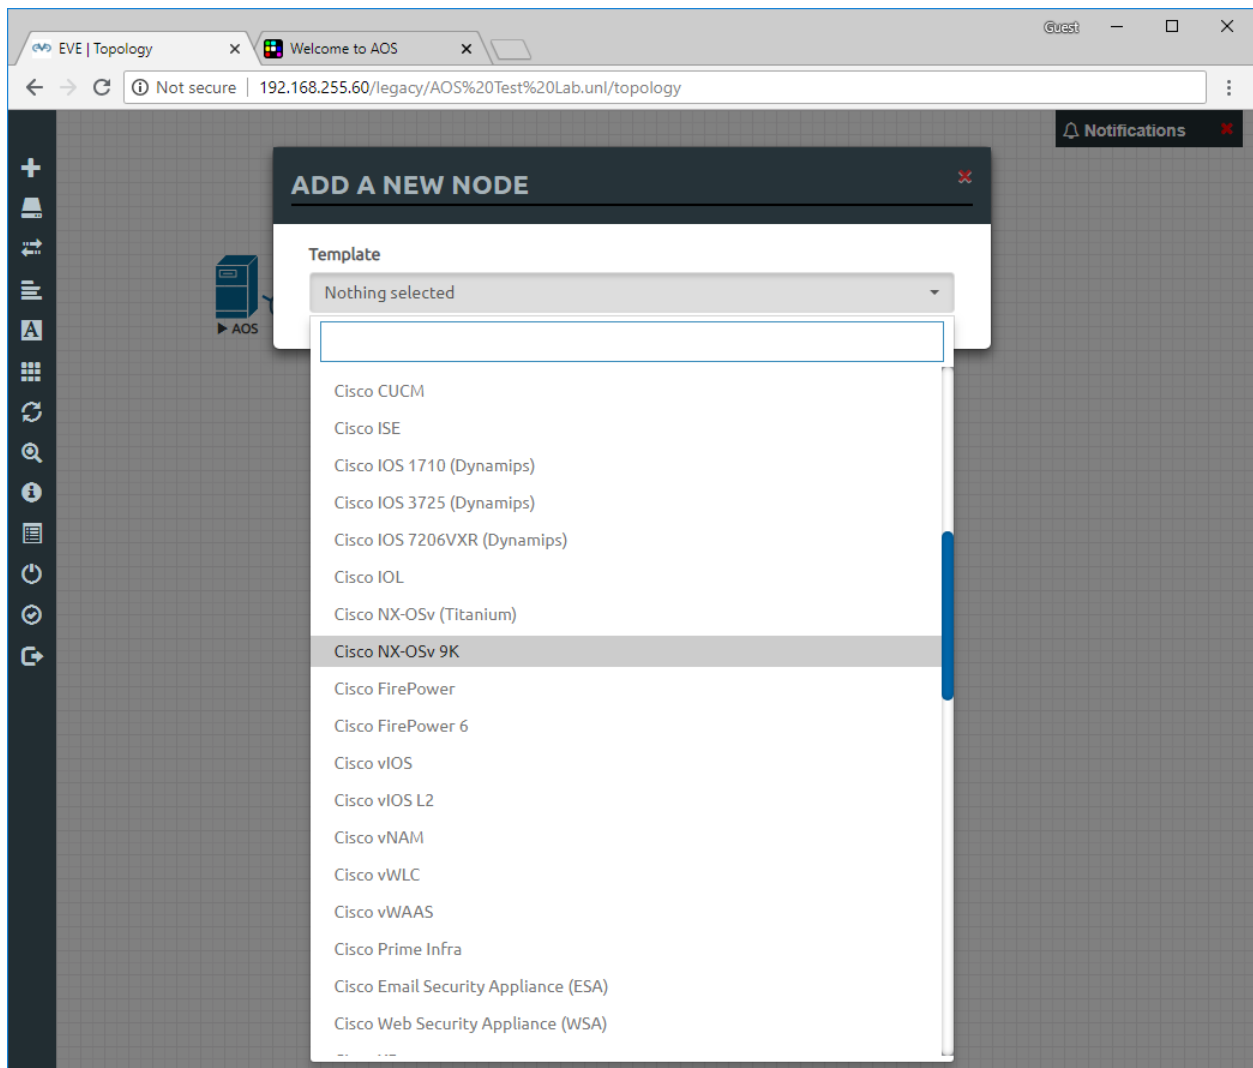 Guest
EVE | Topology
Welcome to AOS
Not secure | 192.168.255.60/legacy/AOS%20Test%20Lab.unl/topology
Notifications
ADD A NEW NODE
Template
Nothing selected
AOS
Cisco CUCM
Cisco ISE
Cisco IOS 1710 (Dynamips)
Cisco IOS 3725 (Dynamips)
Cisco IOS 7206VXR (Dynamips)
Cisco IOL
Cisco NX-OSv (Titanium)
Cisco NX-OSv 9K
Cisco FirePower
Cisco FirePower 6
Cisco vIOS
Cisco vIOS L2
Cisco vNAM
Cisco vWLC
Cisco vWAAS
Cisco Prime Infra
Cisco Email Security Appliance (ESA)
Cisco Web Security Appliance (WSA)